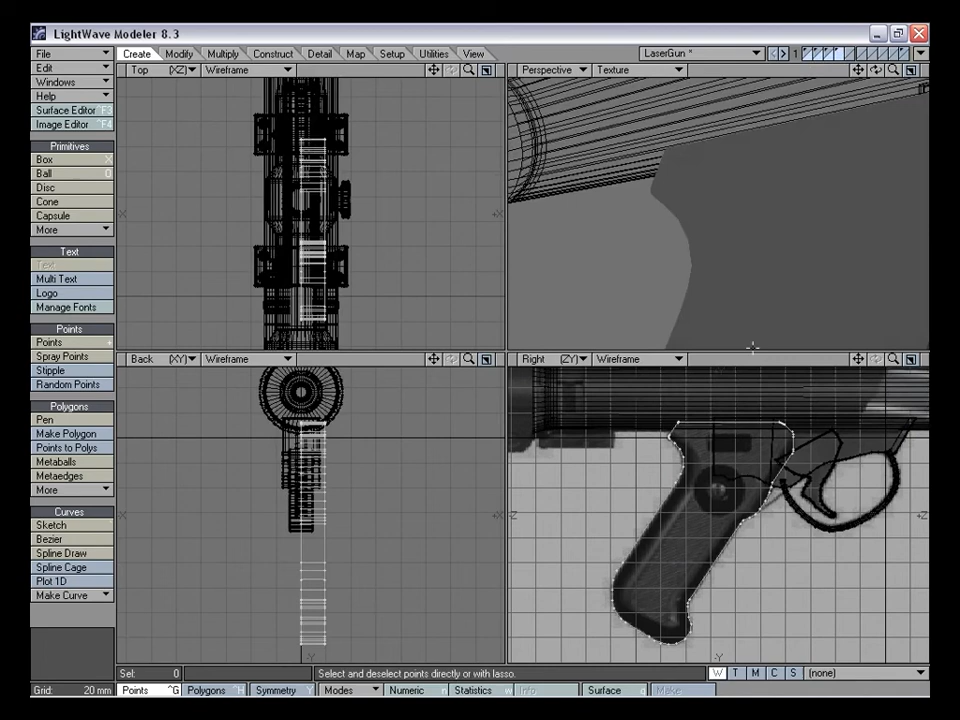 LightWave Modeler 8.3
File Create Modify Multiply Construct Detail Map Setup Utilities View LaserGun * 1
Edit Top (XZ) Wireframe Perspective Texture
Windows
Help
Surface Editor F3
Image Editor ^F4
Primitives
Box X
Ball O
Disc
Cone
Capsule
More
Text
Text
Multi Text
Logo
Manage Fonts
Points
Points +
Spray Points
Stipple
Random Points
Back (XY) Wireframe Right (ZY) Wireframe
Polygons
Pen
Make Polygon
Points to Polys
Metaballs
Metaedges
More
Curves
Sketch
Bezier
Spline Draw
Spline Cage
Plot 1D
Make Curve
Sel: 0 Select and deselect points directly or with lasso. W T M C S (none)
Grid: 20 mm Points ^G Polygons ^H Symmetry Y Modes Numeric n Statistics w Info i Surface q Make